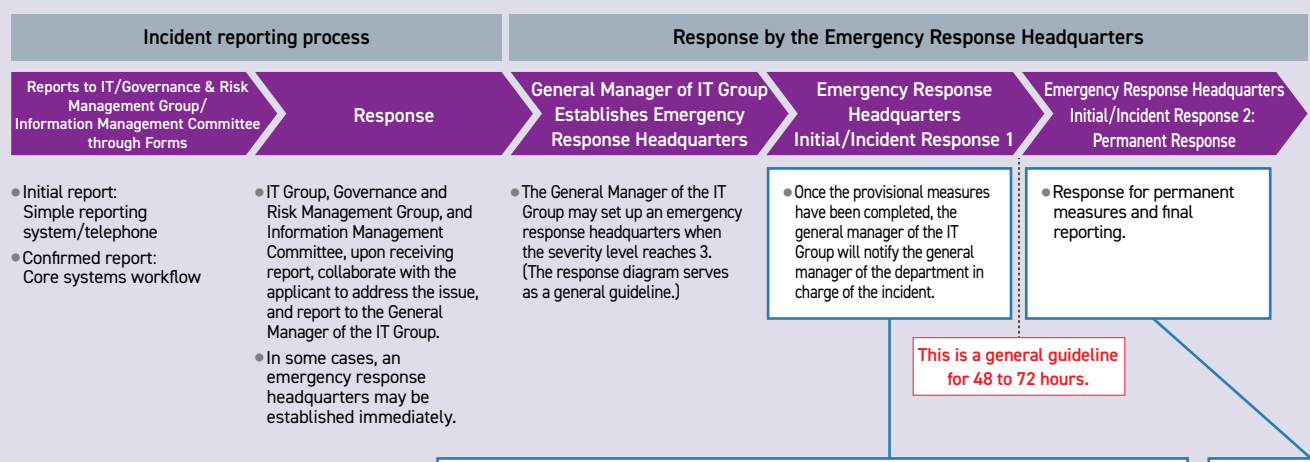 Incident reporting process
Response by the Emergency Response Headquarters
Reports to IT/Governance & Risk
Management Group/
Information Management Committee
through Forms
Response
General Manager of IT Group
Establishes Emergency
Response Headquarters
Emergency Response
Headquarters
Initial/Incident Response 1
Emergency Response Headquarters
Initial/Incident Response 2:
Permanent Response
● Initial report:
Simple reporting
system/telephone
● Confirmed report:
Core systems workflow
● IT Group, Governance and
Risk Management Group, and
Information Management
Committee, upon receiving
report, collaborate with the
applicant to address the issue,
and report to the General
Manager of the IT Group.
● In some cases, an
emergency response
headquarters may be
established immediately.
● The General Manager of the IT
Group may set up an emergency
response headquarters when
the severity level reaches 3.
(The response diagram serves
as a general guideline.)
● Once the provisional measures
have been completed, the
general manager of the IT
Group will notify the general
manager of the department in
charge of the incident.
● Response for permanent
measures and final
reporting.
This is a general guideline
for 48 to 72 hours.